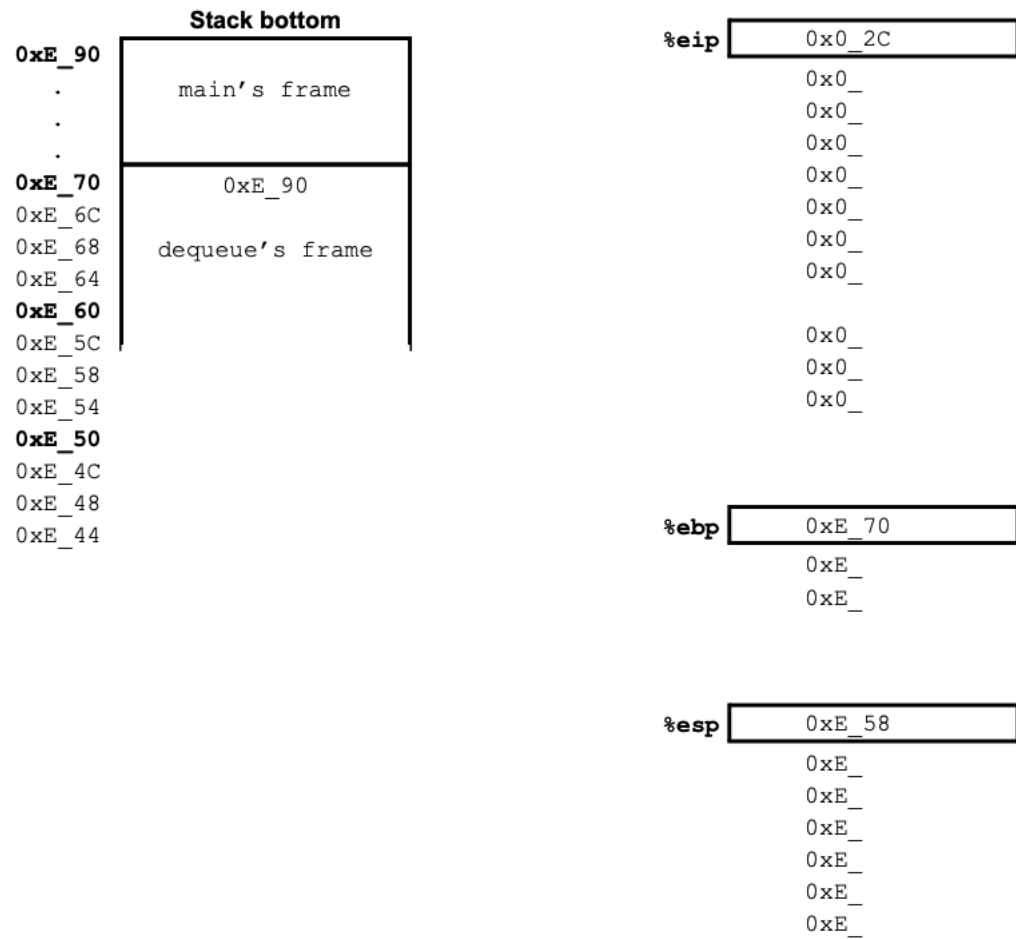 Stack bottom
0xE_90
main's frame
.
.
.
0xE_70 0xE_90
0xE_6C
0xE_68 dequeue's frame
0xE_64
0xE_60
0xE_5C
0xE_58
0xE_54
0xE_50
0xE_4C
0xE_48
0xE_44
%eip 0x0_2C
0x0_
0x0_
0x0_
0x0_
0x0_
0x0_
0x0_
0x0_
0x0_
0x0_
%ebp 0xE_70
0xE_
0xE_
%esp 0xE_58
0xE_
0xE_
0xE_
0xE_
0xE_
0xE_